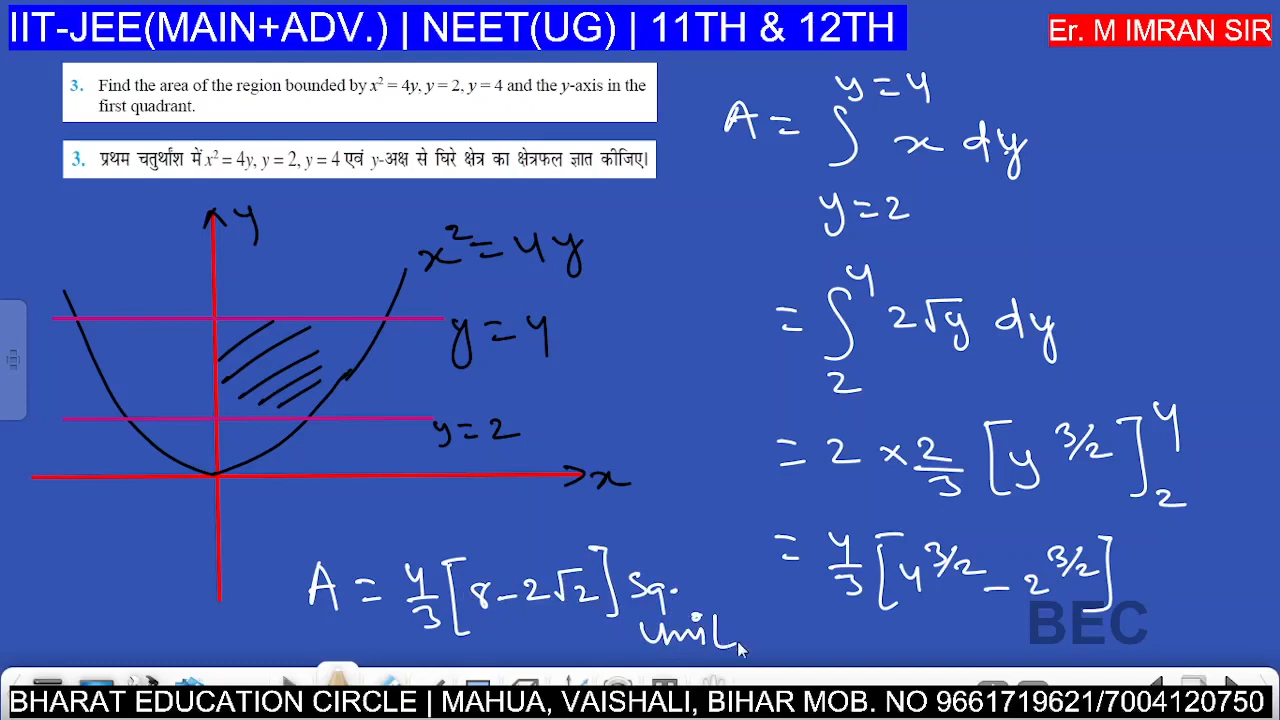 IIT-JEE(MAIN+ADV.) | NEET(UG) | 11TH & 12TH
Er. M IMRAN SIR
3. Find the area of the region bounded by x² = 4y, y = 2, y = 4 and the y-axis in the
first quadrant.
3. प्रथम चतुर्थांश में x² = 4y, y = 2, y = 4 एवं y-अक्ष से घिरे क्षेत्र का क्षेत्रफल ज्ञात कीजिए।
y
x² = 4y
y = 4
y = 2
x
A = ∫_{y=2}^{y=4} x dy
= ∫_2^4 2√y dy
= 2 × 2/3 [y^{3/2}]_2^4
= 4/3 [4^{3/2} – 2^{3/2}]
A = 4/3 [8 – 2√2] Sq.
Unit
BEC
BHARAT EDUCATION CIRCLE | MAHUA, VAISHALI, BIHAR MOB. NO 9661719621/7004120750